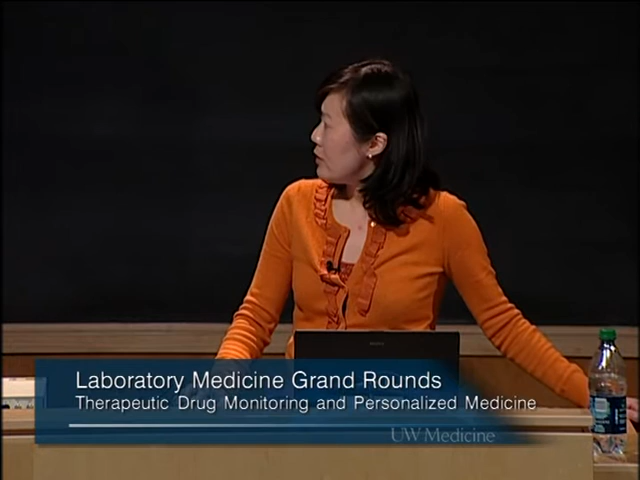 Laboratory Medicine Grand Rounds
Therapeutic Drug Monitoring and Personalized Medicine
UW Medicine